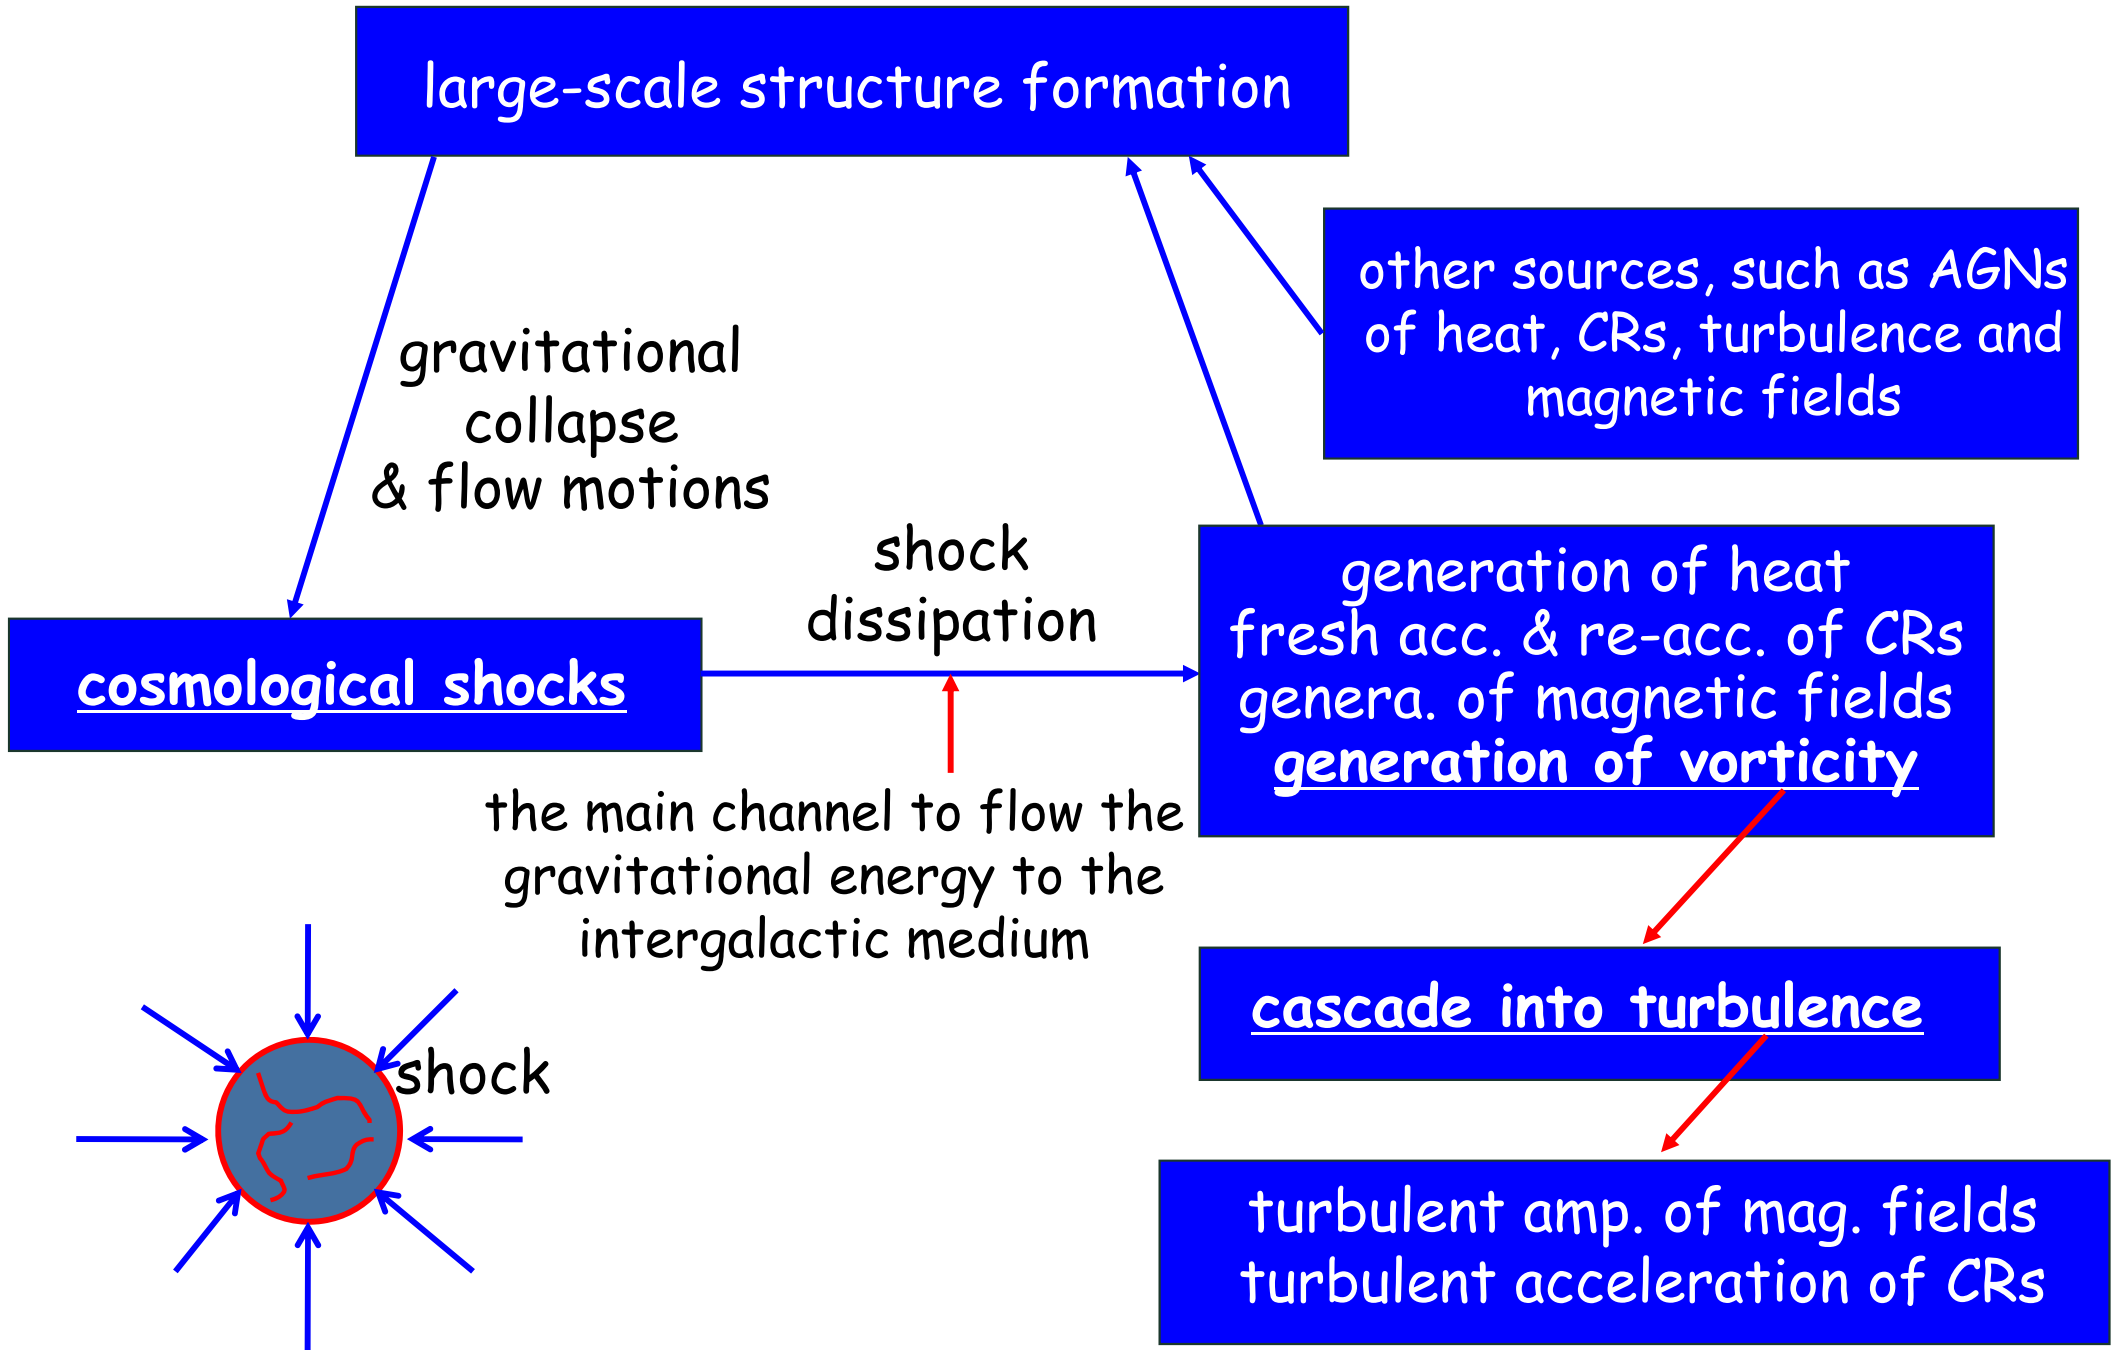 large-scale structure formation
other sources, such as AGNs
of heat, CRs, turbulence and
magnetic fields
gravitational
collapse
& flow motions
shock
dissipation
generation of heat
fresh acc. & re-acc. of CRs
genera. of magnetic fields
generation of vorticity
cosmological shocks
the main channel to flow the
gravitational energy to the
intergalactic medium
cascade into turbulence
shock
turbulent amp. of mag. fields
turbulent acceleration of CRs